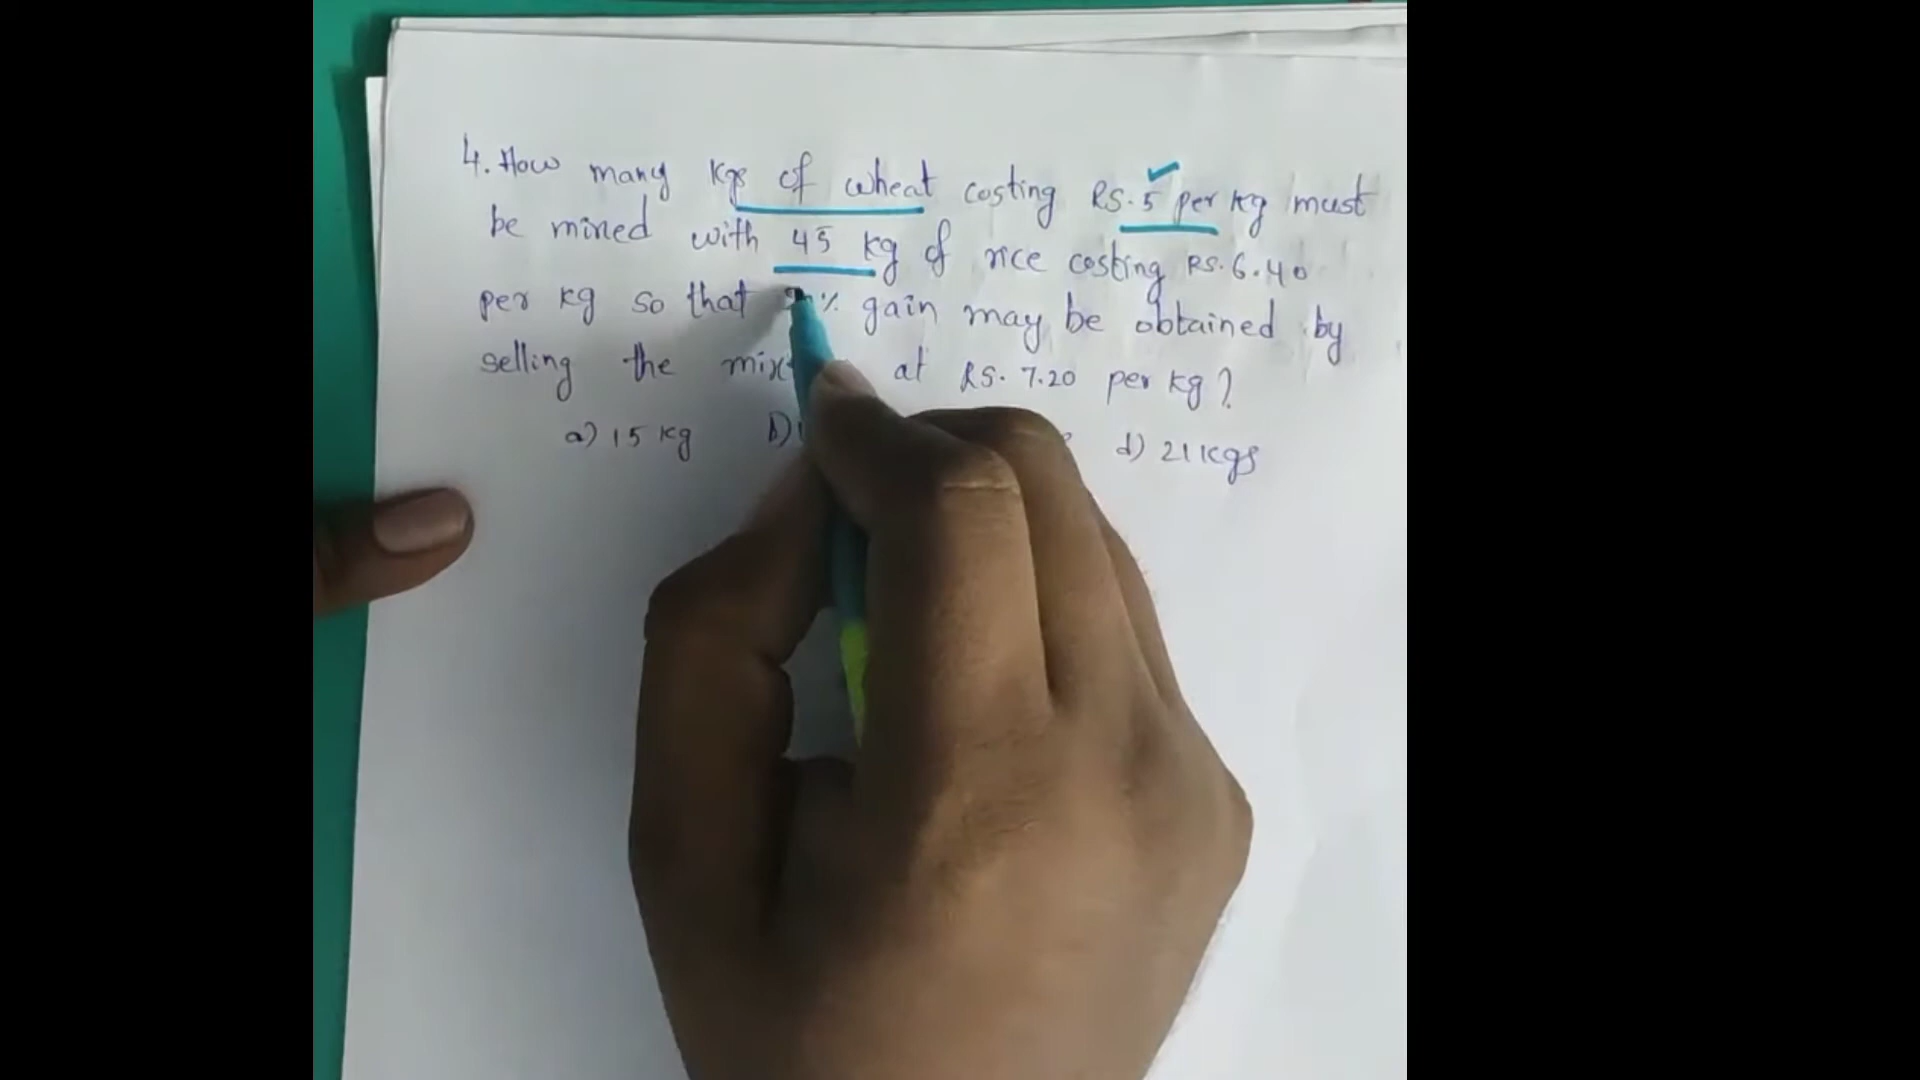 4. How many Kgs of wheat costing RS. 5 per kg must
be mixed with 45 kg of rice costing RS. 6.40
per kg so that % gain may be obtained by
selling the at RS. 7.20 per kg?
a) 15 kg b) d) 21 kgs